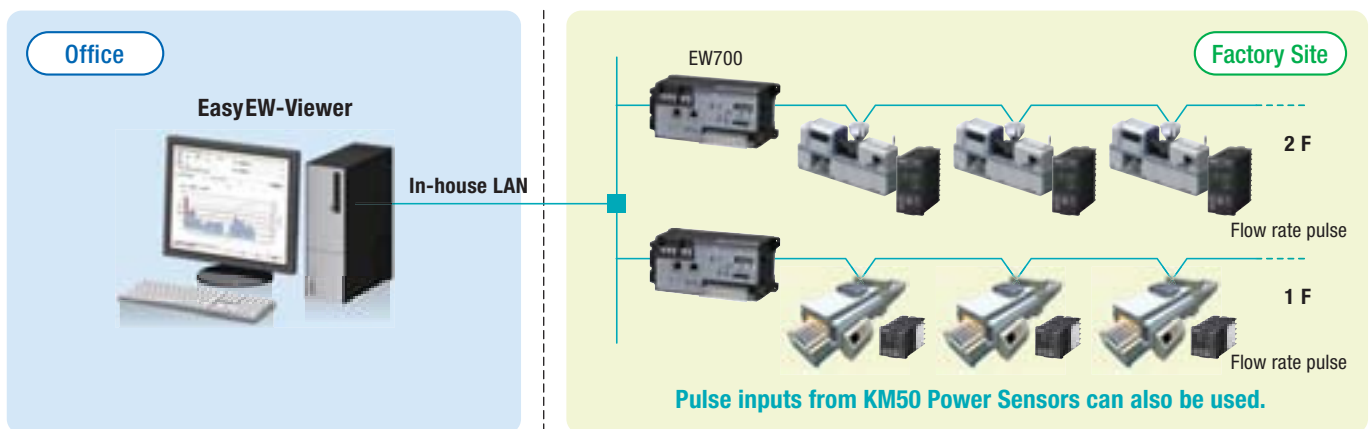 Office
EasyEW-Viewer
In-house LAN
EW700
Factory Site
2 F
Flow rate pulse
1 F
Flow rate pulse
Pulse inputs from KM50 Power Sensors can also be used.